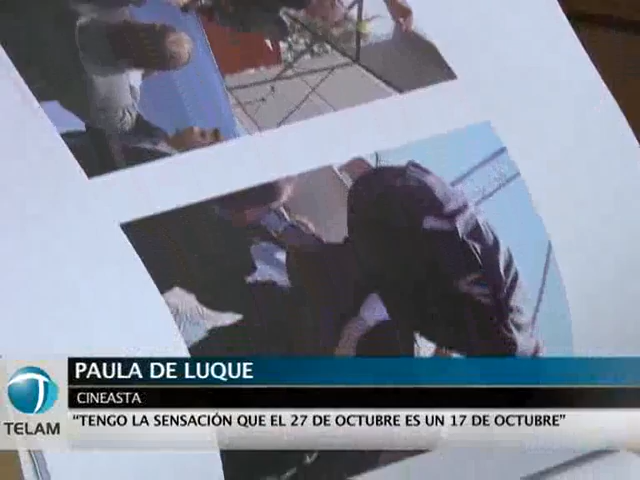 PAULA DE LUQUE
CINEASTA
TELAM
“TENGO LA SENSACIÓN QUE EL 27 DE OCTUBRE ES UN 17 DE OCTUBRE”